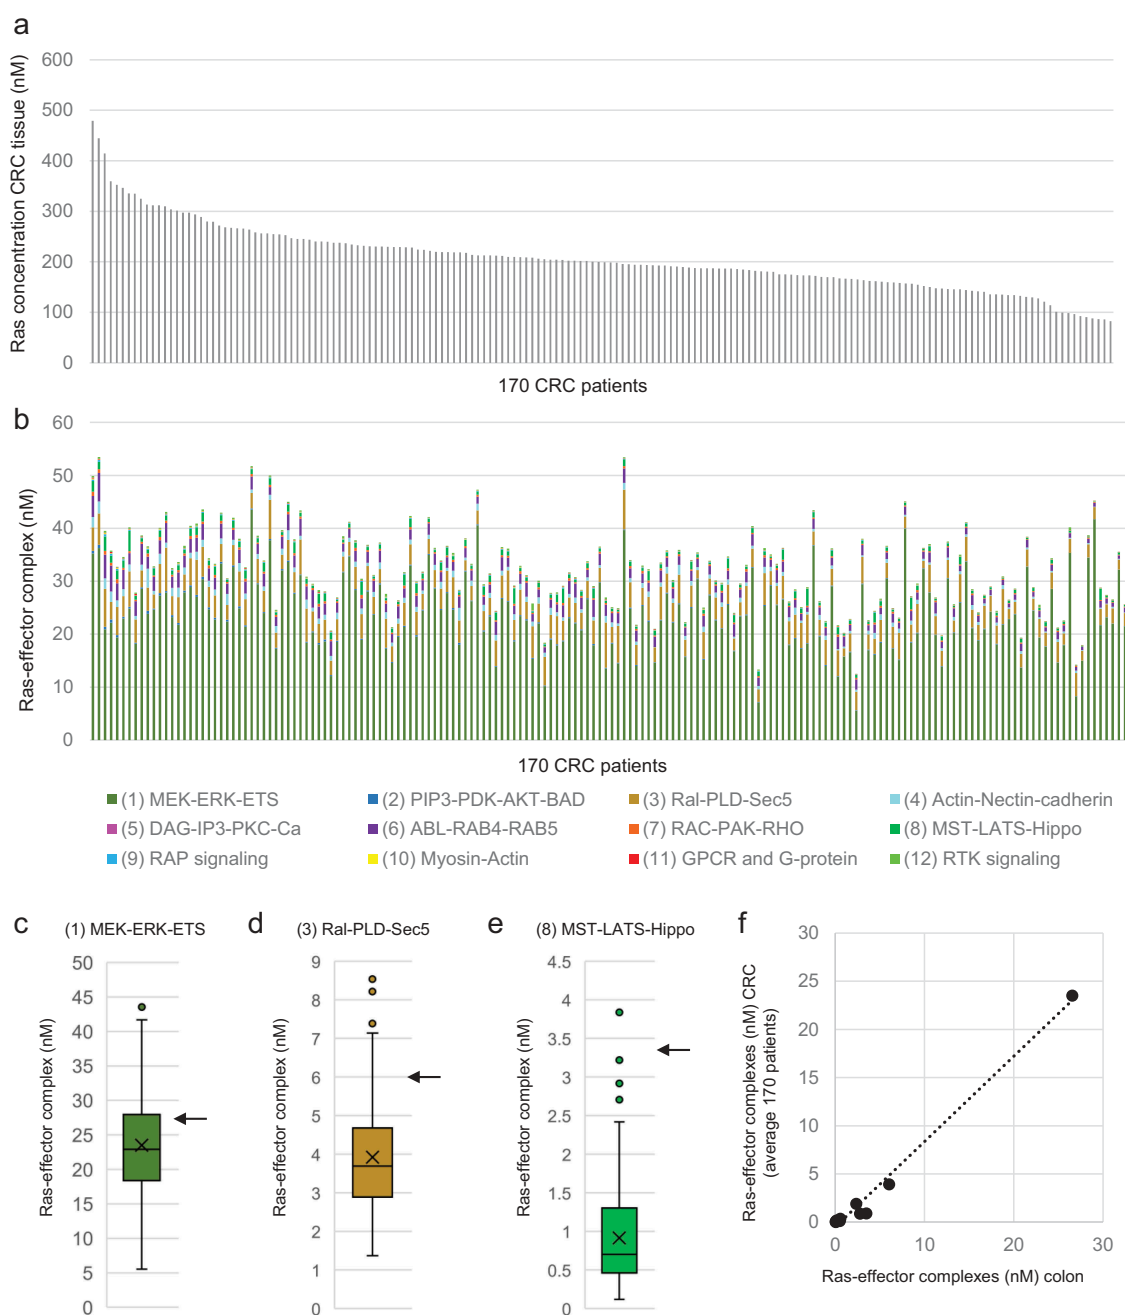 a
Ras concentration CRC tissue (nM)
600
500
400
300
200
100
0
170 CRC patients
b
Ras-effector complex (nM)
60
50
40
30
20
10
0
170 CRC patients
(1) MEK-ERK-ETS
(2) PIP3-PDK-AKT-BAD
(3) Ral-PLD-Sec5
(4) Actin-Nectin-cadherin
(5) DAG-IP3-PKC-Ca
(6) ABL-RAB4-RAB5
(7) RAC-PAK-RHO
(8) MST-LATS-Hippo
(9) RAP signaling
(10) Myosin-Actin
(11) GPCR and G-protein
(12) RTK signaling
c
(1) MEK-ERK-ETS
Ras-effector complex (nM)
50
45
40
35
30
25
20
15
10
5
0
d
(3) Ral-PLD-Sec5
Ras-effector complex (nM)
9
8
7
6
5
4
3
2
1
0
e
(8) MST-LATS-Hippo
Ras-effector complex (nM)
4.5
4
3.5
3
2.5
2
1.5
1
0.5
0
f
Ras-effector complexes (nM) CRC
(average 170 patients)
30
25
20
15
10
5
0
0
10
20
30
Ras-effector complexes (nM) colon